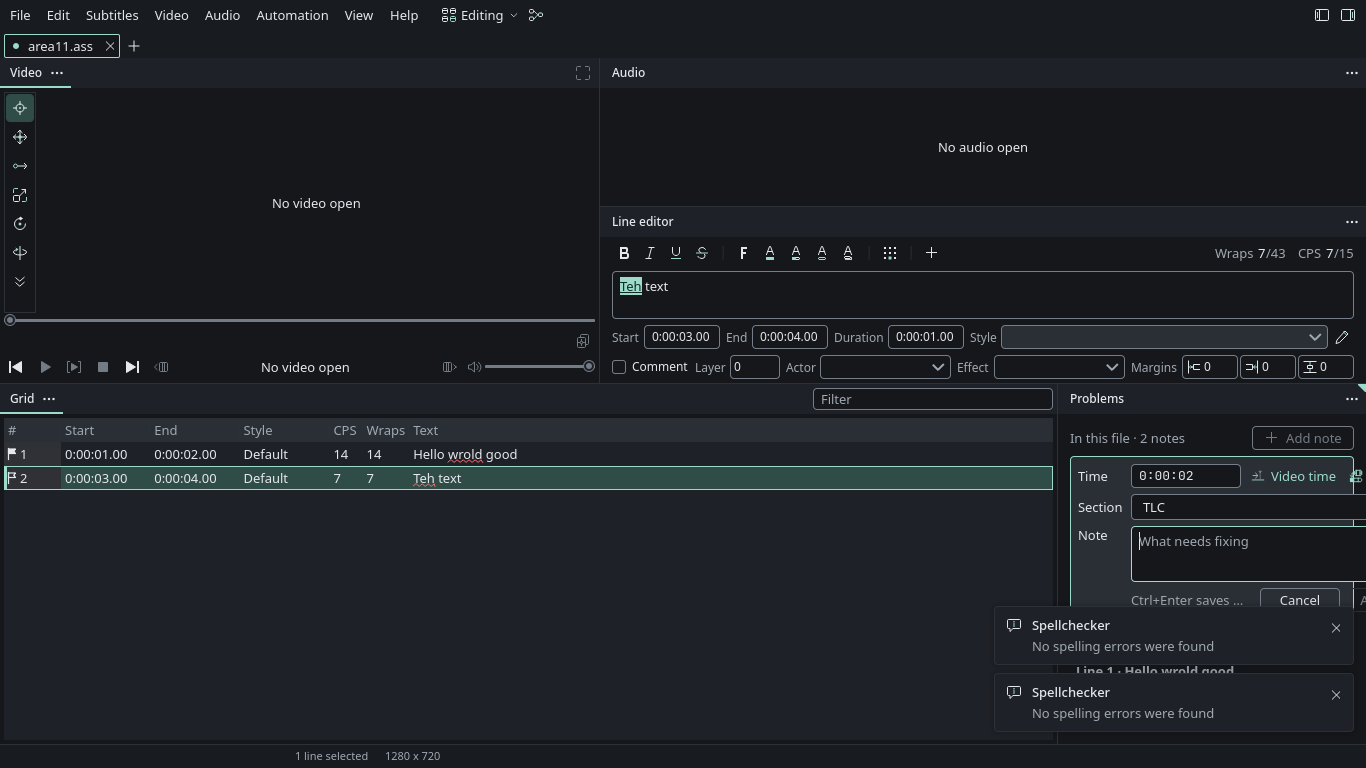 File Edit Subtitles Video Audio Automation View Help Editing
area11.ass
Video
No video open
No video open
Audio
No audio open
Line editor
B I U S F A A A A Wraps 7/43 CPS 7/15
Teh text
Start 0:00:03.00 End 0:00:04.00 Duration 0:00:01.00 Style
Comment Layer 0 Actor Effect Margins 0 0 0
Grid Filter
# Start End Style CPS Wraps Text
1 0:00:01.00 0:00:02.00 Default 14 14 Hello wrold good
2 0:00:03.00 0:00:04.00 Default 7 7 Teh text
Problems
In this file · 2 notes Add note
Time 0:00:02 Video time
Section TLC
Note What needs fixing
Ctrl+Enter saves ... Cancel
Spellchecker
No spelling errors were found
Line 1 · Hello wrold good
Spellchecker
No spelling errors were found
1 line selected 1280 x 720